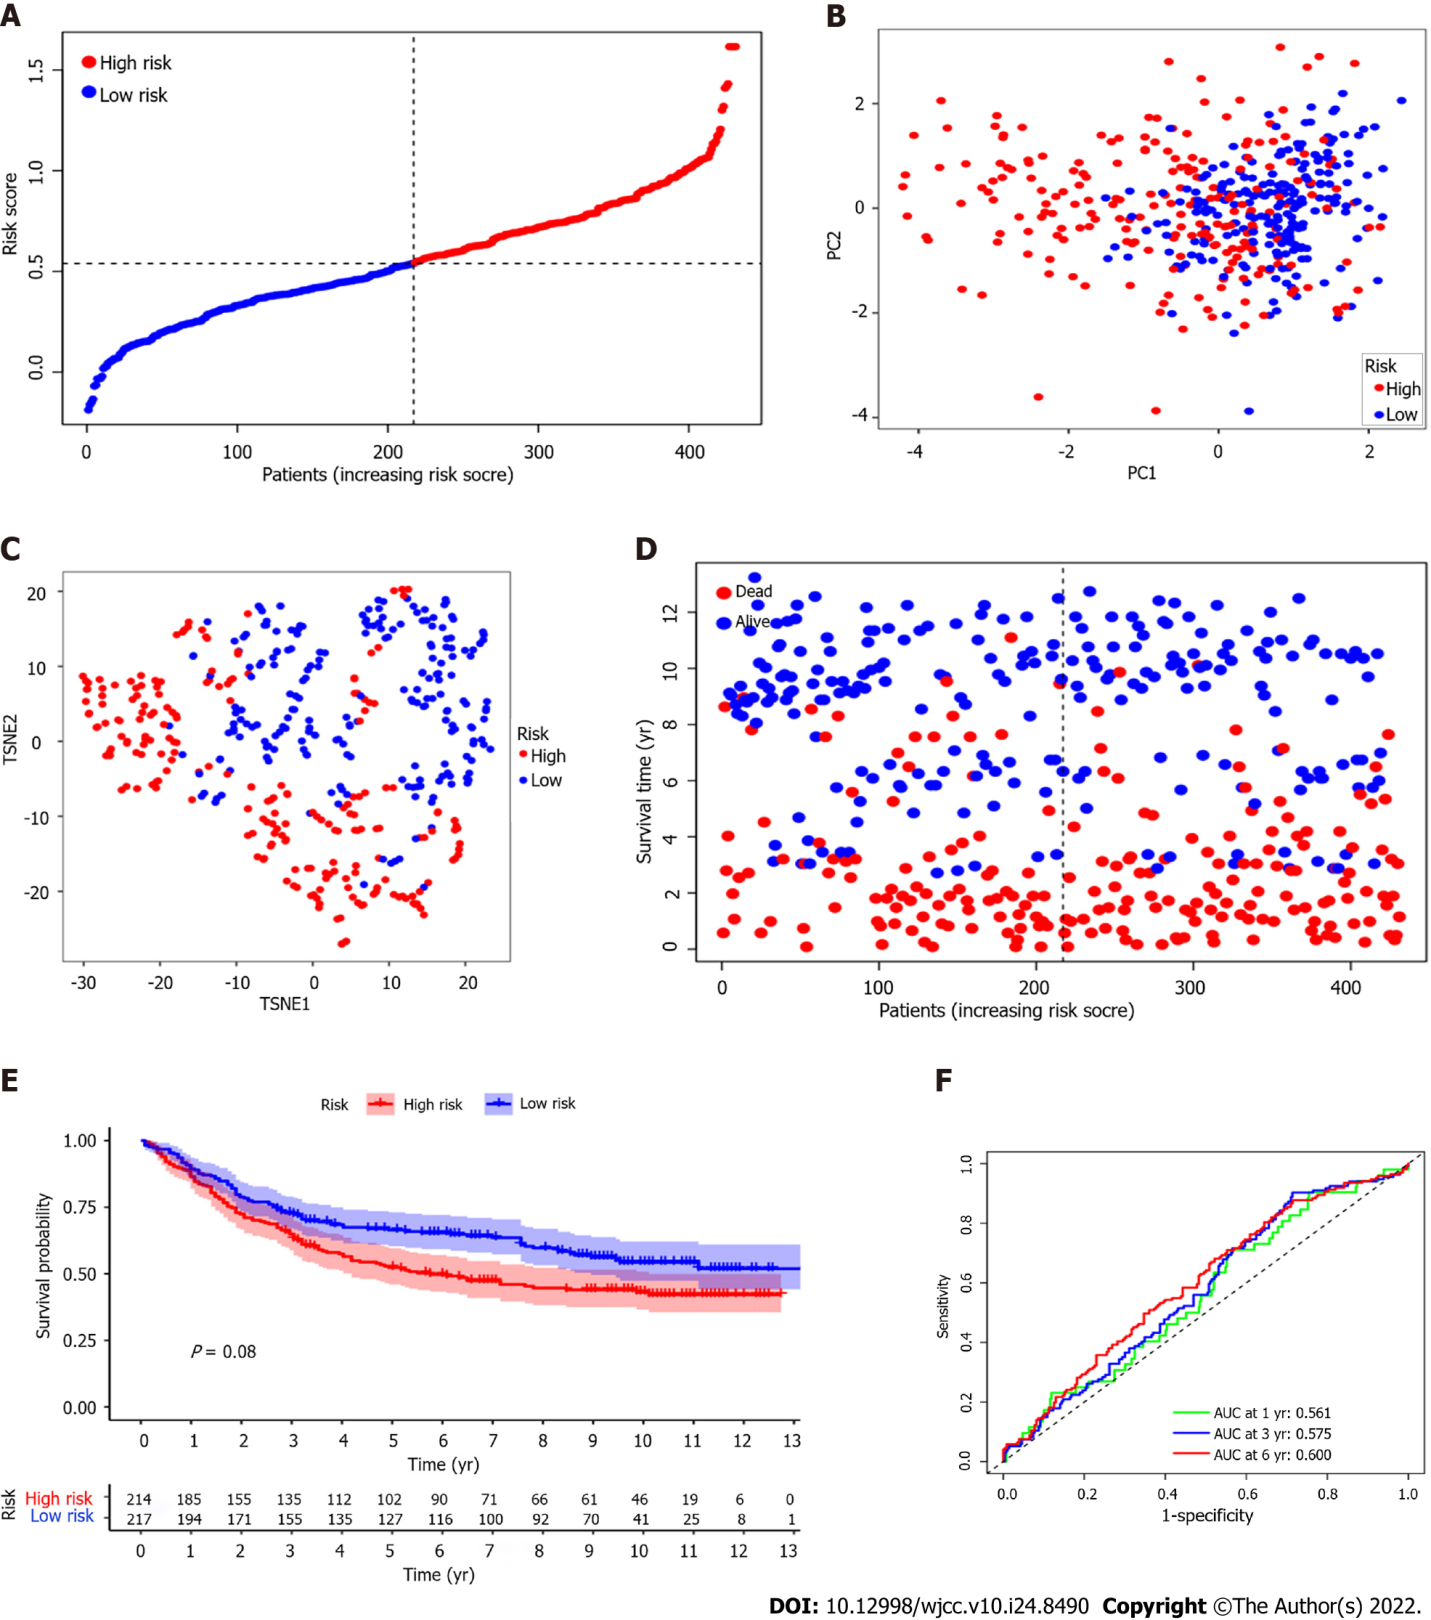 A
High risk
Low risk
1.5
1.0
0.5
0.0
Risk score
0 100 200 300 400
Patients (increasing risk socre)
B
2
0
-2
-4
PC2
Risk
High
Low
-4 -2 0 2
PC1
C
20
10
0
-10
-20
TSNE2
Risk
High
Low
-30 -20 -10 0 10 20
TSNE1
D
Dead
Alive
12
10
8
6
4
2
0
Survival time (yr)
0 100 200 300 400
Patients (increasing risk socre)
E
Risk High risk Low risk
1.00
0.75
0.50
0.25
0.00
Survival probability
P = 0.08
0 1 2 3 4 5 6 7 8 9 10 11 12 13
Time (yr)
Risk
High risk 214 185 155 135 112 102 90 71 66 61 46 19 6 0
Low risk 217 194 171 155 135 127 116 100 92 70 41 25 8 1
0 1 2 3 4 5 6 7 8 9 10 11 12 13
Time (yr)
F
1.0
0.8
0.6
0.4
0.2
0.0
Sensitivity
AUC at 1 yr: 0.561
AUC at 3 yr: 0.575
AUC at 6 yr: 0.600
0.0 0.2 0.4 0.6 0.8 1.0
1-specificity
DOI: 10.12998/wjcc.v10.i24.8490 Copyright ©The Author(s) 2022.